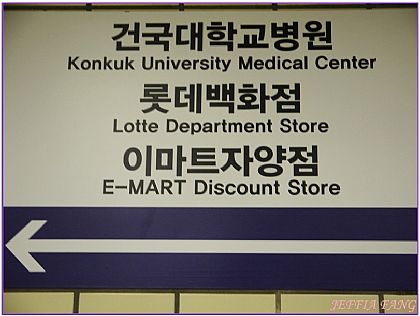 건국대학교병원
Konkuk University Medical Center
롯데백화점
Lotte Department Store
이마트자양점
E-MART Discount Store
JEFFIA FANG